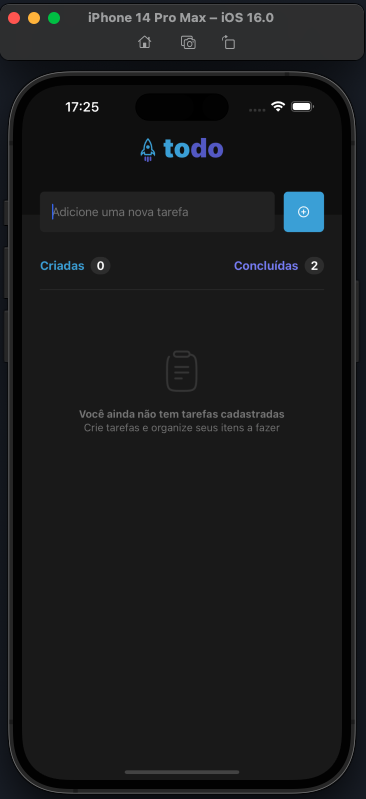 iPhone 14 Pro Max – iOS 16.0
17:25
todo
Adicione uma nova tarefa
Criadas 0
Concluídas 2
Você ainda não tem tarefas cadastradas
Crie tarefas e organize seus itens a fazer